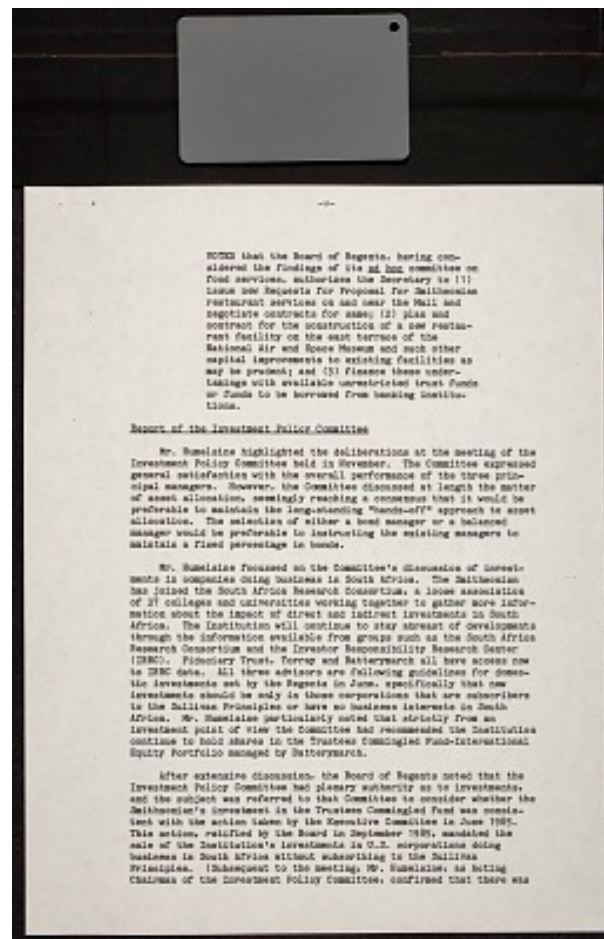 VOTED that the Board of Regents, having con-
sidered the findings of its ad hoc committee on
food services, authorizes the Secretary to (1)
issue new Requests for Proposal for Smithsonian
restaurant services on and near the Mall and
negotiate contracts for same; (2) plan and
contract for the construction of a new restau-
rant facility on the east terrace of the
National Air and Space Museum and such other
capital improvements to existing facilities as
may be prudent; and (3) finance these under-
takings with available unrestricted trust funds
or funds to be borrowed from banking institu-
tions.
Report of the Investment Policy Committee
Mr. Humelsine highlighted the deliberations at the meeting of the
Investment Policy Committee held in November. The Committee expressed
general satisfaction with the overall performance of the three prin-
cipal managers. However, the Committee discussed at length the matter
of asset allocation, seemingly reaching a consensus that it would be
preferable to maintain the long-standing "hands-off" approach to asset
allocation. The selection of either a bond manager or a balanced
manager would be preferable to instructing the existing managers to
maintain a fixed percentage in bonds.
Mr. Humelsine focussed on the Committee's discussion of invest-
ments in companies doing business in South Africa. The Smithsonian
has joined the South Africa Research Consortium, a loose association
of 27 colleges and universities working together to gather more infor-
mation about the impact of direct and indirect investments in South
Africa. The Institution will continue to stay abreast of developments
through the information available from groups such as the South Africa
Research Consortium and the Investor Responsibility Research Center
(IRRC). Fiduciary Trust, Torray and Batterymarch all have access now
to IRRC data. All three advisors are following guidelines for domes-
tic investments set by the Regents in June, specifically that new
investments should be only in those corporations that are subscribers
to the Sullivan Principles or have no business interests in South
Africa. Mr. Humelsine particularly noted that strictly from an
investment point of view the Committee had recommended the Institution
continue to hold shares in the Trustees Commingled Fund-International
Equity Portfolio managed by Batterymarch.
After extensive discussion, the Board of Regents noted that the
Investment Policy Committee had plenary authority as to investments,
and the subject was referred to that Committee to consider whether the
Smithsonian's investment in the Trustees Commingled Fund was consis-
tent with the action taken by the Executive Committee in June 1985.
This action, ratified by the Board in September 1985, mandated the
sale of the Institution's investments in U.S. corporations doing
business in South Africa without subscribing to the Sullivan
Principles. (Subsequent to the meeting, Mr. Humelsine, as Acting
Chairman of the Investment Policy Committee, confirmed that there was